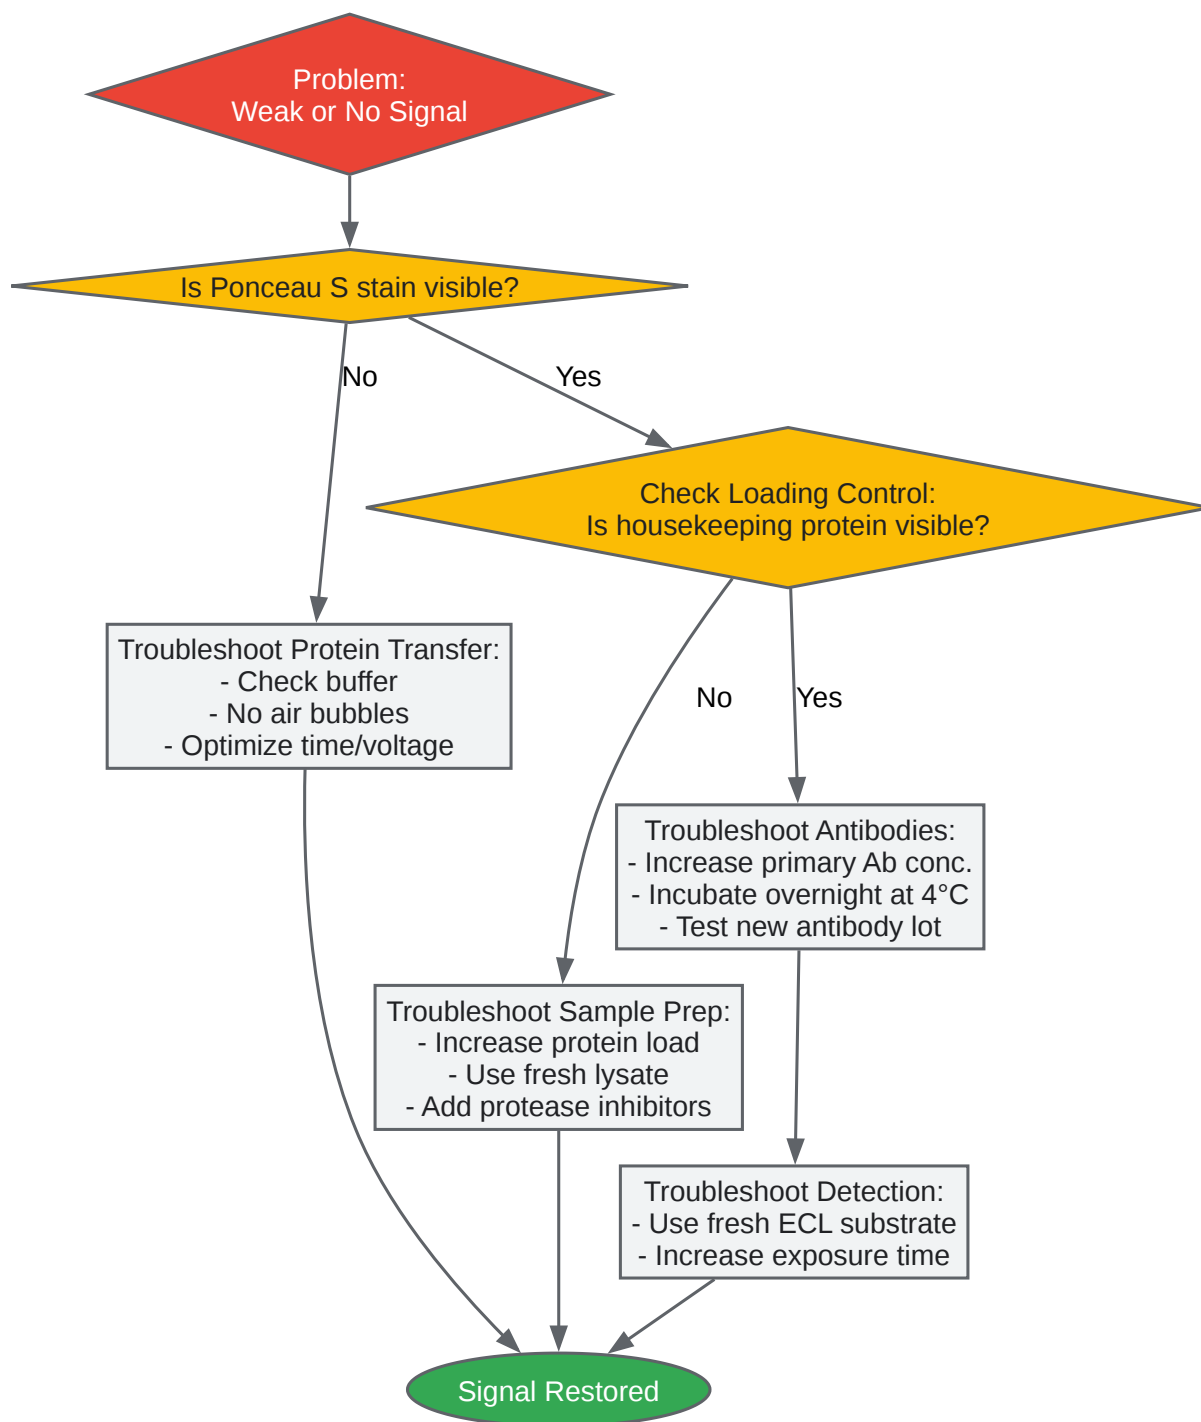 Problem:
Weak or No Signal
Is Ponceau S stain visible?
No
Yes
Check Loading Control:
Is housekeeping protein visible?
Troubleshoot Protein Transfer:
- Check buffer
- No air bubbles
- Optimize time/voltage
No
Yes
Troubleshoot Antibodies:
- Increase primary Ab conc.
- Incubate overnight at 4°C
- Test new antibody lot
Troubleshoot Sample Prep:
- Increase protein load
- Use fresh lysate
- Add protease inhibitors
Troubleshoot Detection:
- Use fresh ECL substrate
- Increase exposure time
Signal Restored